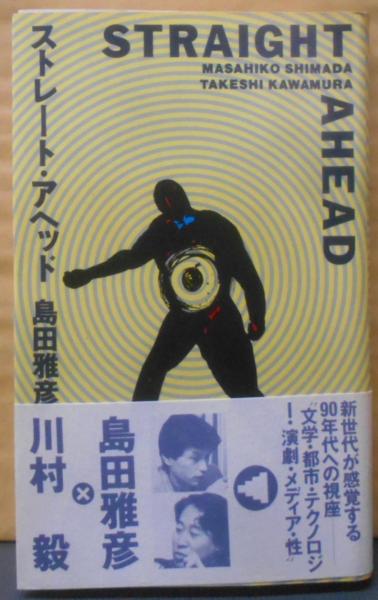 STRAIGHT
AHEAD
MASAHIKO SHIMADA
TAKESHI KAWAMURA
ストレート・アヘッド 島田雅彦
新世代が感覚する
90年代への視座
"文学・都市・テクノロジ
ー・演劇・メディア・性"
島田雅彦
×
川村 毅